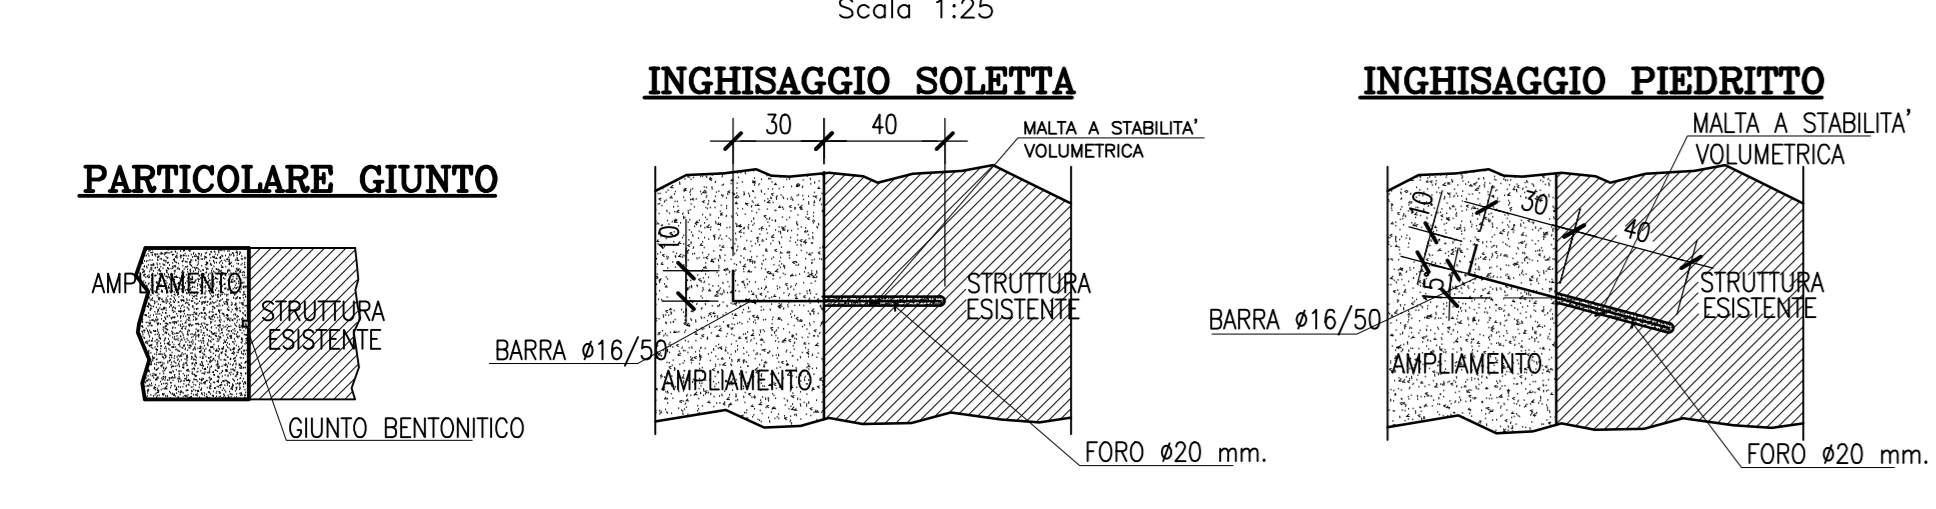 Scala 1:25
PARTICOLARE GIUNTO
AMPLIAMENTO
STRUTTURA
ESISTENTE
GIUNTO BENTONITICO
INGHISAGGIO SOLETTA
30
40
MALTA A STABILITA'
VOLUMETRICA
10
STRUTTURA
ESISTENTE
BARRA ø16/50
AMPLIAMENTO
FORO ø20 mm.
INGHISAGGIO PIEDRITTO
MALTA A STABILITA'
VOLUMETRICA
10
30
40
15
STRUTTURA
ESISTENTE
BARRA ø16/50
AMPLIAMENTO
FORO ø20 mm.